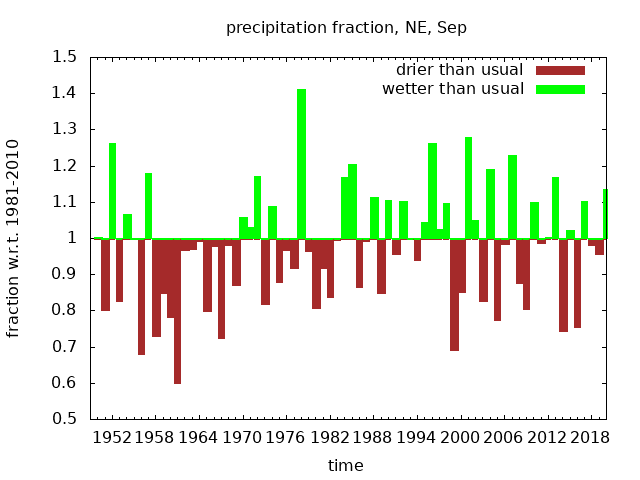 precipitation fraction, NE, Sep
drier than usual
wetter than usual
fraction w.r.t. 1981-2010
1.5
1.4
1.3
1.2
1.1
1
0.9
0.8
0.7
0.6
0.5
1952 1958 1964 1970 1976 1982 1988 1994 2000 2006 2012 2018
time